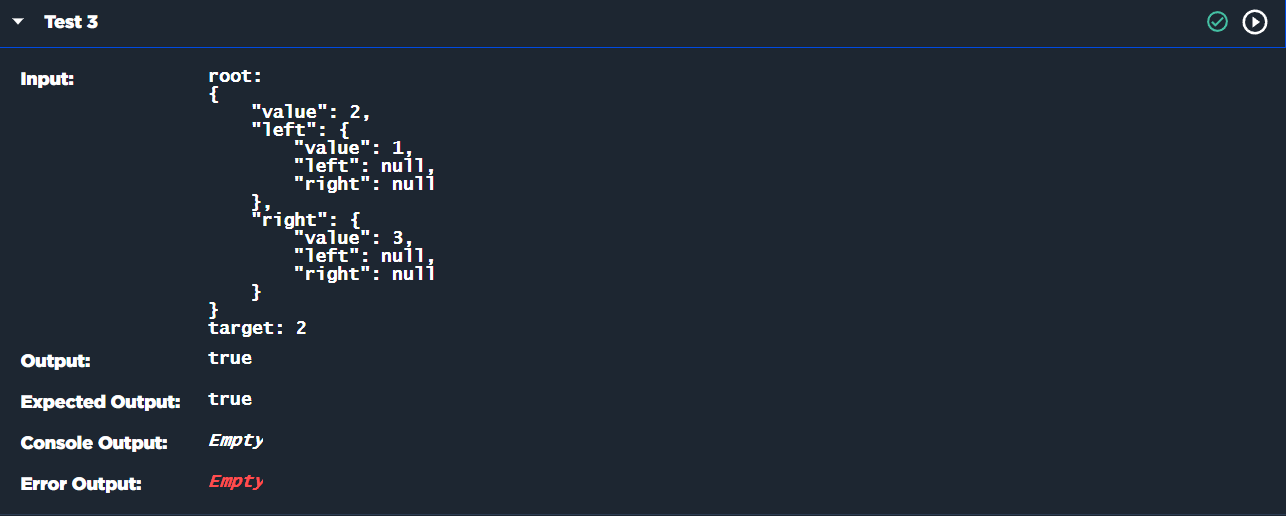 Test 3
Input:
root:
{
    "value": 2,
    "left": {
        "value": 1,
        "left": null,
        "right": null
    },
    "right": {
        "value": 3,
        "left": null,
        "right": null
    }
}
target: 2
Output: true
Expected Output: true
Console Output: Empty
Error Output: Empty